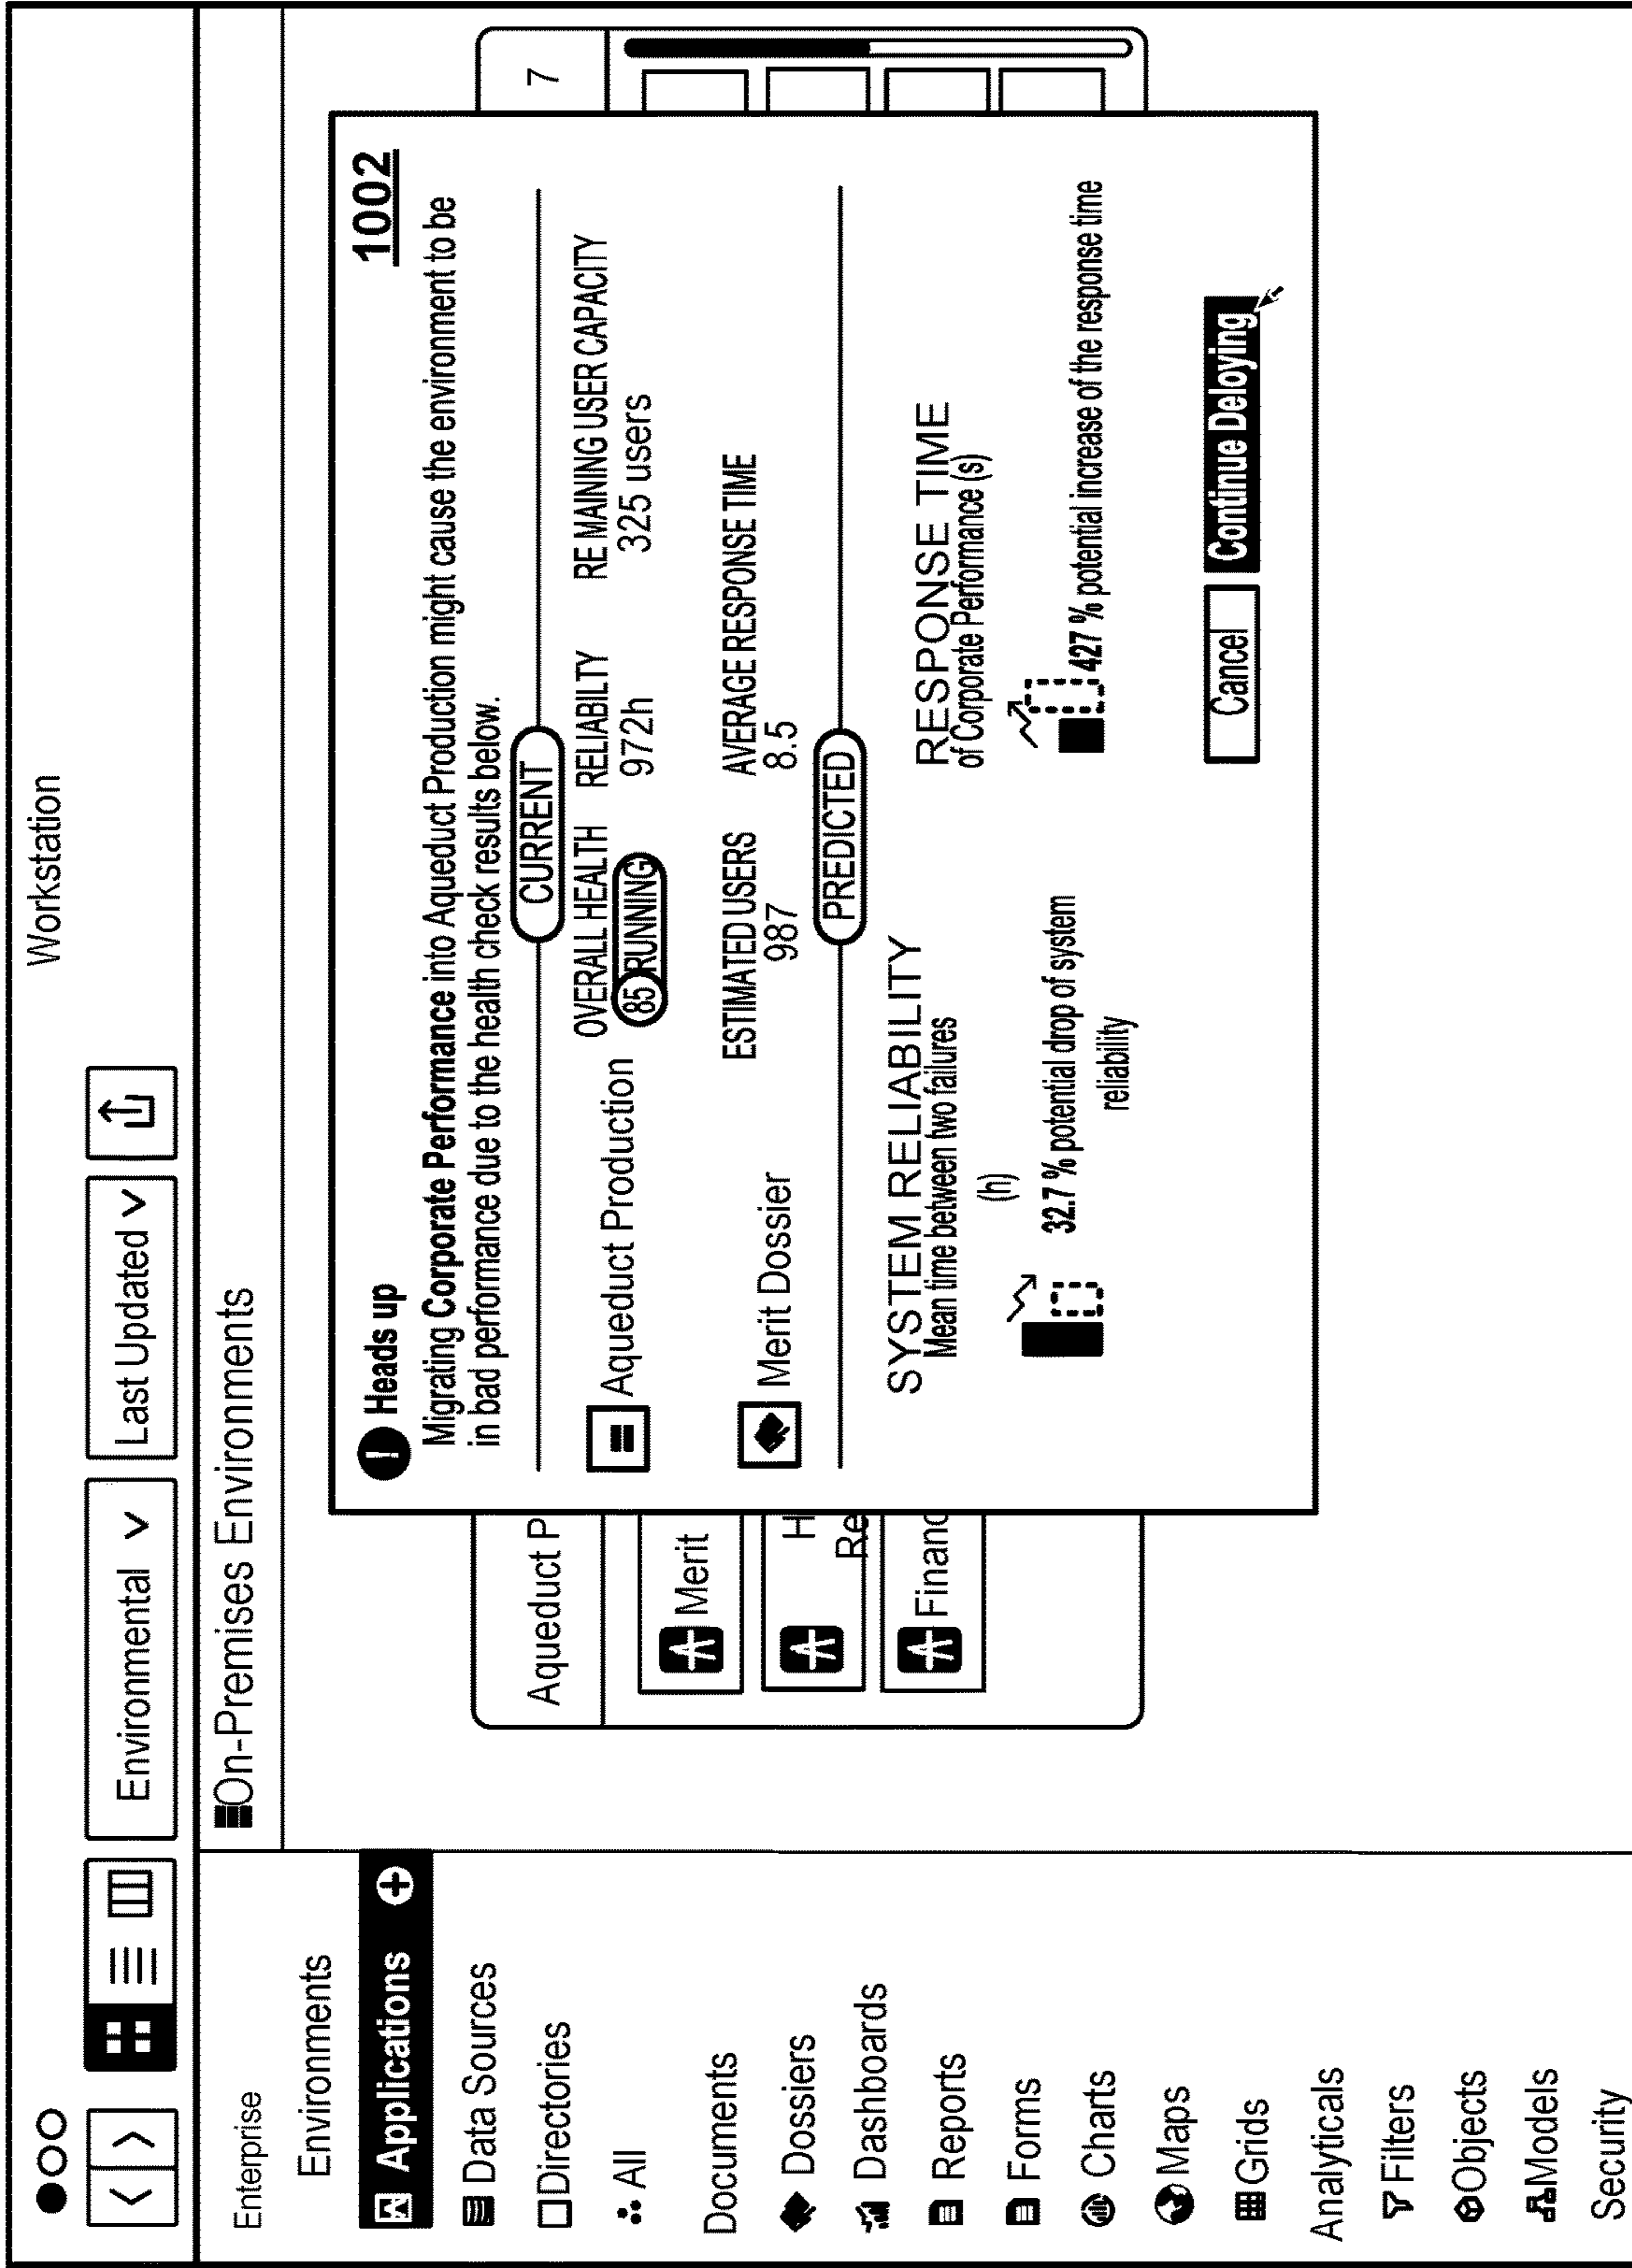 Workstation
Environmental
Last Updated
Enterprise
On-Premises Environments
Environments
Applications
Data Sources
Directories
All
Documents
Dossiers
Dashboards
Reports
Forms
Charts
Maps
Grids
Analyticals
Filters
Objects
Models
Security
Aqueduct P
7
Merit
H
Re
Financ
1002
! Heads up
Migrating Corporate Performance into Aqueduct Production might cause the environment to be
in bad performance due to the health check results below.
CURRENT
OVERALL HEALTH RELIABILTY RE MAINING USER CAPACITY
Aqueduct Production 85 RUNNING 972h 325 users
ESTIMATED USERS AVERAGE RESPONSE TIME
Merit Dossier 987 8.5
PREDICTED
SYSTEM RELIABILITY
Mean time between two failures
(h)
32.7 % potential drop of system
reliability
RESPONSE TIME
of Corporate Performance (s)
427 % potential increase of the response time
Cancel Continue Deloying